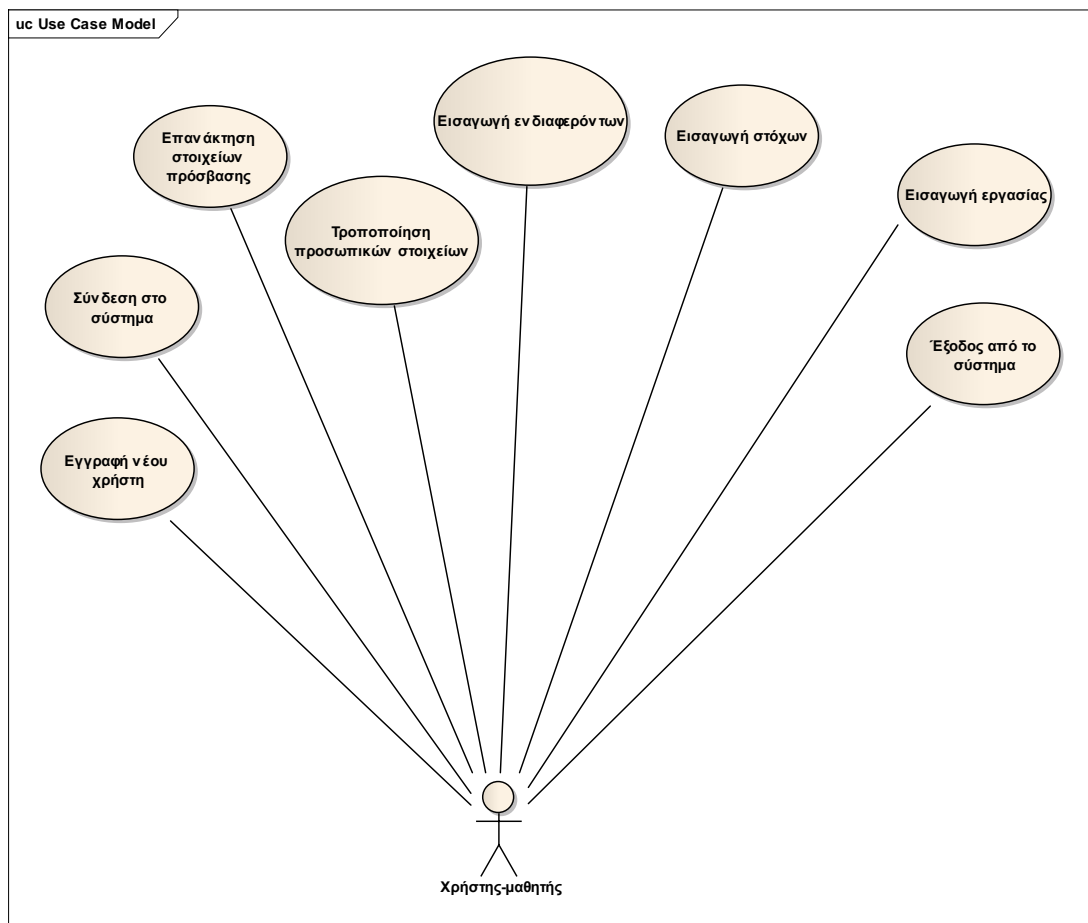 uc Use Case Model
Εισαγωγή ενδιαφερόντων
Εισαγωγή στόχων
Επανάκτηση
στοιχείων
πρόσβασης
Εισαγωγή εργασίας
Τροποποίηση
προσωπικών στοιχείων
Σύνδεση στο
σύστημα
Έξοδος από το
σύστημα
Εγγραφή νέου
χρήστη
Χρήστης-μαθητής